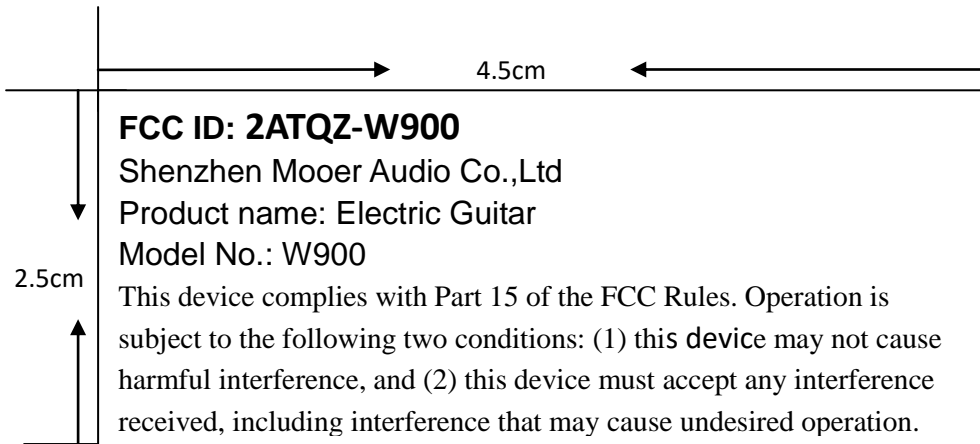 4.5cm
FCC ID: 2ATQZ-W900
Shenzhen Mooer Audio Co.,Ltd
Product name: Electric Guitar
Model No.: W900
2.5cm
This device complies with Part 15 of the FCC Rules. Operation is
subject to the following two conditions: (1) this device may not cause
harmful interference, and (2) this device must accept any interference
received, including interference that may cause undesired operation.